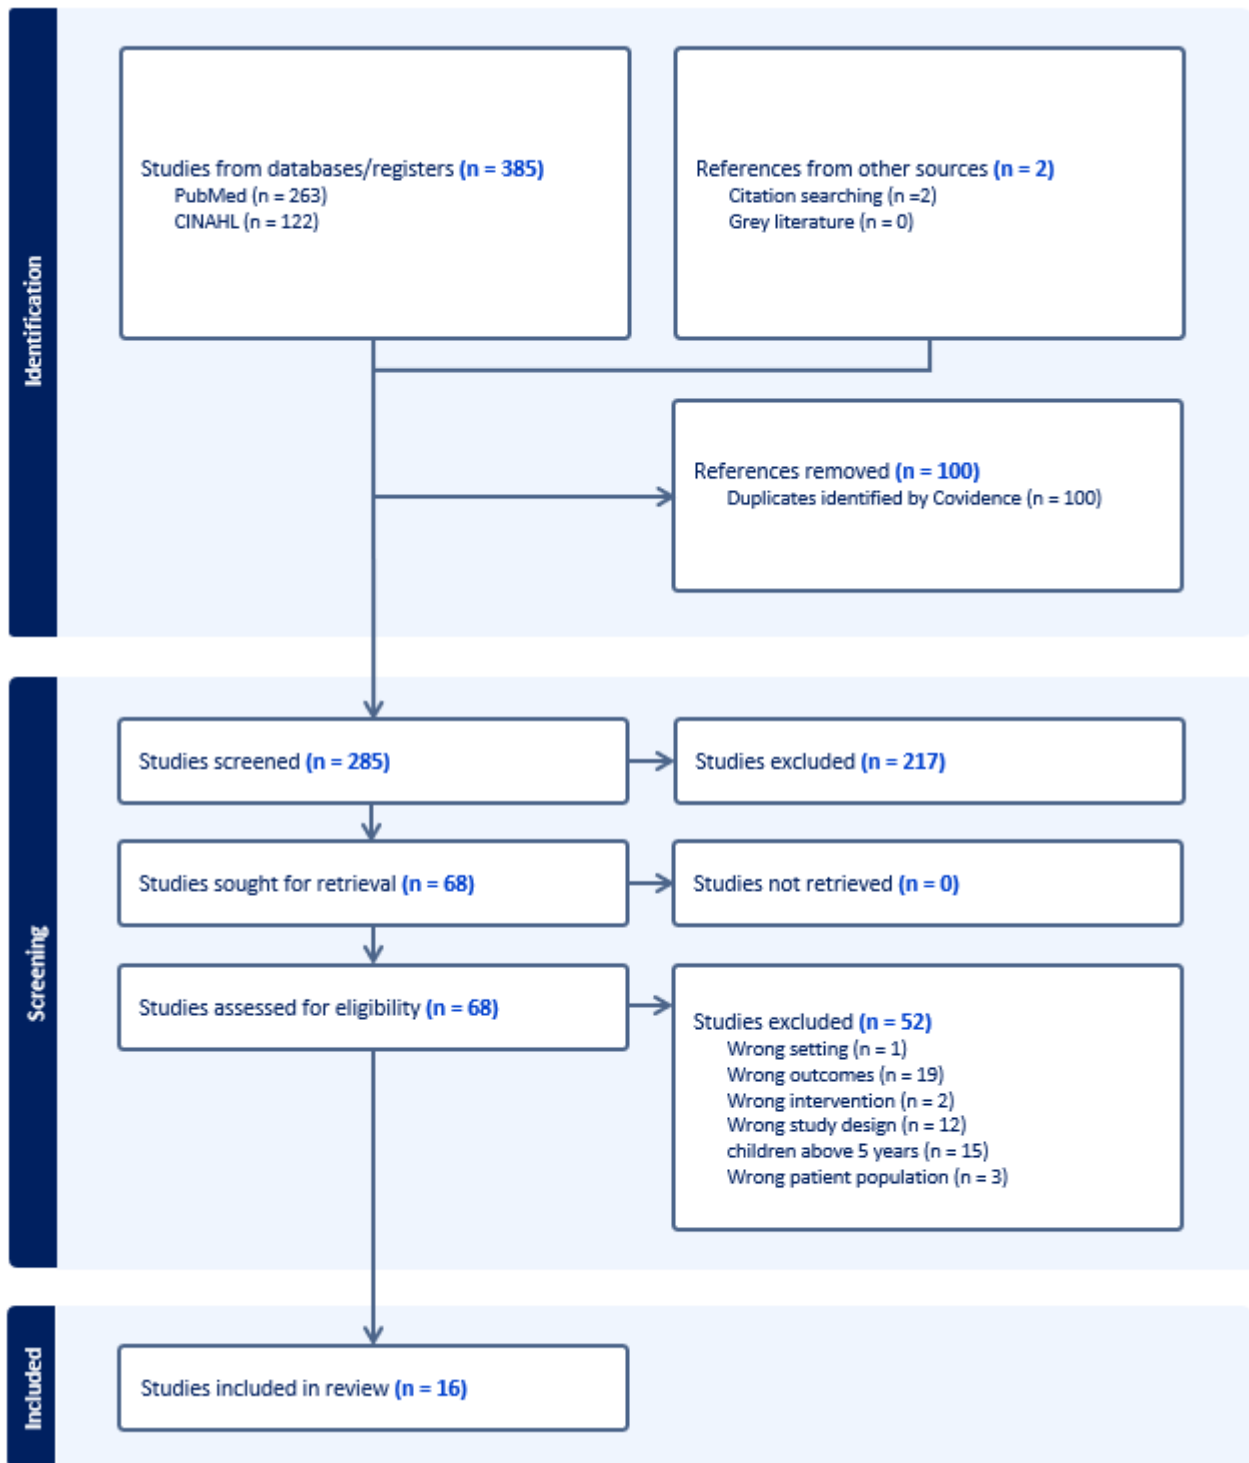 Identification
Studies from databases/registers (n = 385)
PubMed (n = 263)
CINAHL (n = 122)
References from other sources (n = 2)
Citation searching (n =2)
Grey literature (n = 0)
References removed (n = 100)
Duplicates identified by Covidence (n = 100)
Screening
Studies screened (n = 285)
Studies excluded (n = 217)
Studies sought for retrieval (n = 68)
Studies not retrieved (n = 0)
Studies assessed for eligibility (n = 68)
Studies excluded (n = 52)
Wrong setting (n = 1)
Wrong outcomes (n = 19)
Wrong intervention (n = 2)
Wrong study design (n = 12)
children above 5 years (n = 15)
Wrong patient population (n = 3)
Included
Studies included in review (n = 16)